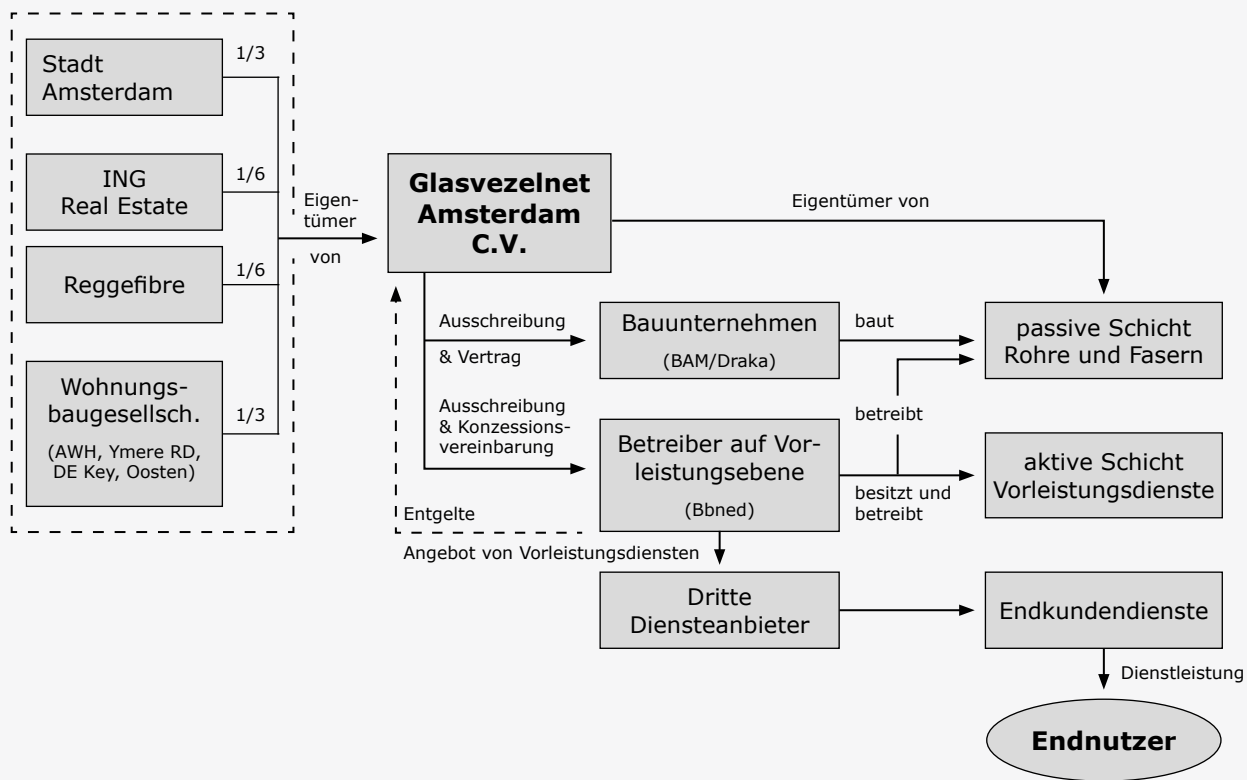 Stadt
Amsterdam
1/3
ING
Real Estate
1/6
Reggefibre
1/6
Wohnungs-
baugesellsch.
(AWH, Ymere RD,
DE Key, Oosten)
1/3
Eigen-
tümer
von
Glasvezelnet
Amsterdam
C.V.
Eigentümer von
Ausschreibung
& Vertrag
Bauunternehmen
(BAM/Draka)
baut
passive Schicht
Rohre und Fasern
Ausschreibung
& Konzessions-
vereinbarung
Betreiber auf Vor-
leistungsebene
(Bbned)
betreibt
besitzt und
betreibt
aktive Schicht
Vorleistungsdienste
Entgelte
Angebot von Vorleistungsdiensten
Dritte
Diensteanbieter
Endkundendienste
Dienstleistung
Endnutzer